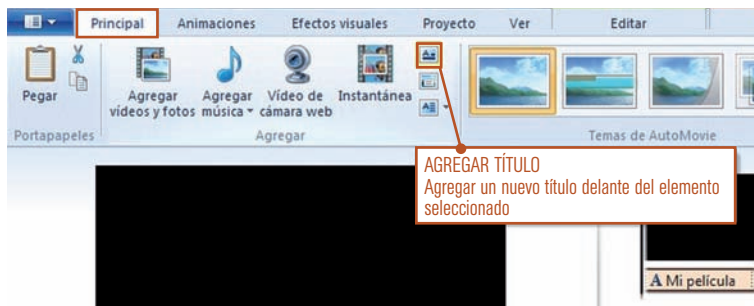 Principal Animaciones Efectos visuales Proyecto Ver Editar
Pegar
Agregar vídeos y fotos
Agregar música
Vídeo de cámara web
Instantánea
Portapapeles
Agregar
Temas de AutoMovie
AGREGAR TÍTULO
Agregar un nuevo título delante del elemento
seleccionado
A Mi película